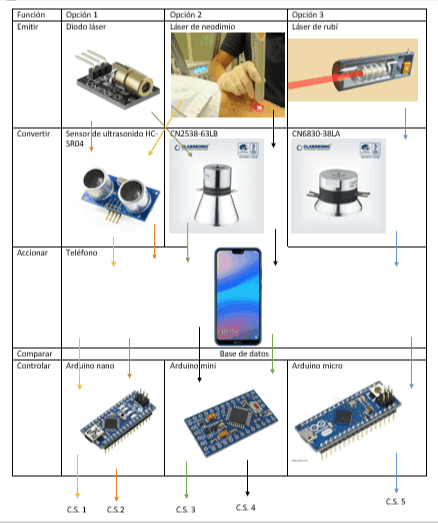 Función Opción 1 Opción 2 Opción 3
Emitir Diodo láser Láser de neodimio Láser de rubí
Convertir Sensor de ultrasonido HC-SR04 CN2538-63LB CN6830-38LA
CLANGSONIC CLANGSONIC
Accionar Teléfono
Comparar Base de datos
Controlar Arduino nano Arduino mini Arduino micro
C.S. 1 C.S.2 C.S. 3 C.S. 4 C.S. 5